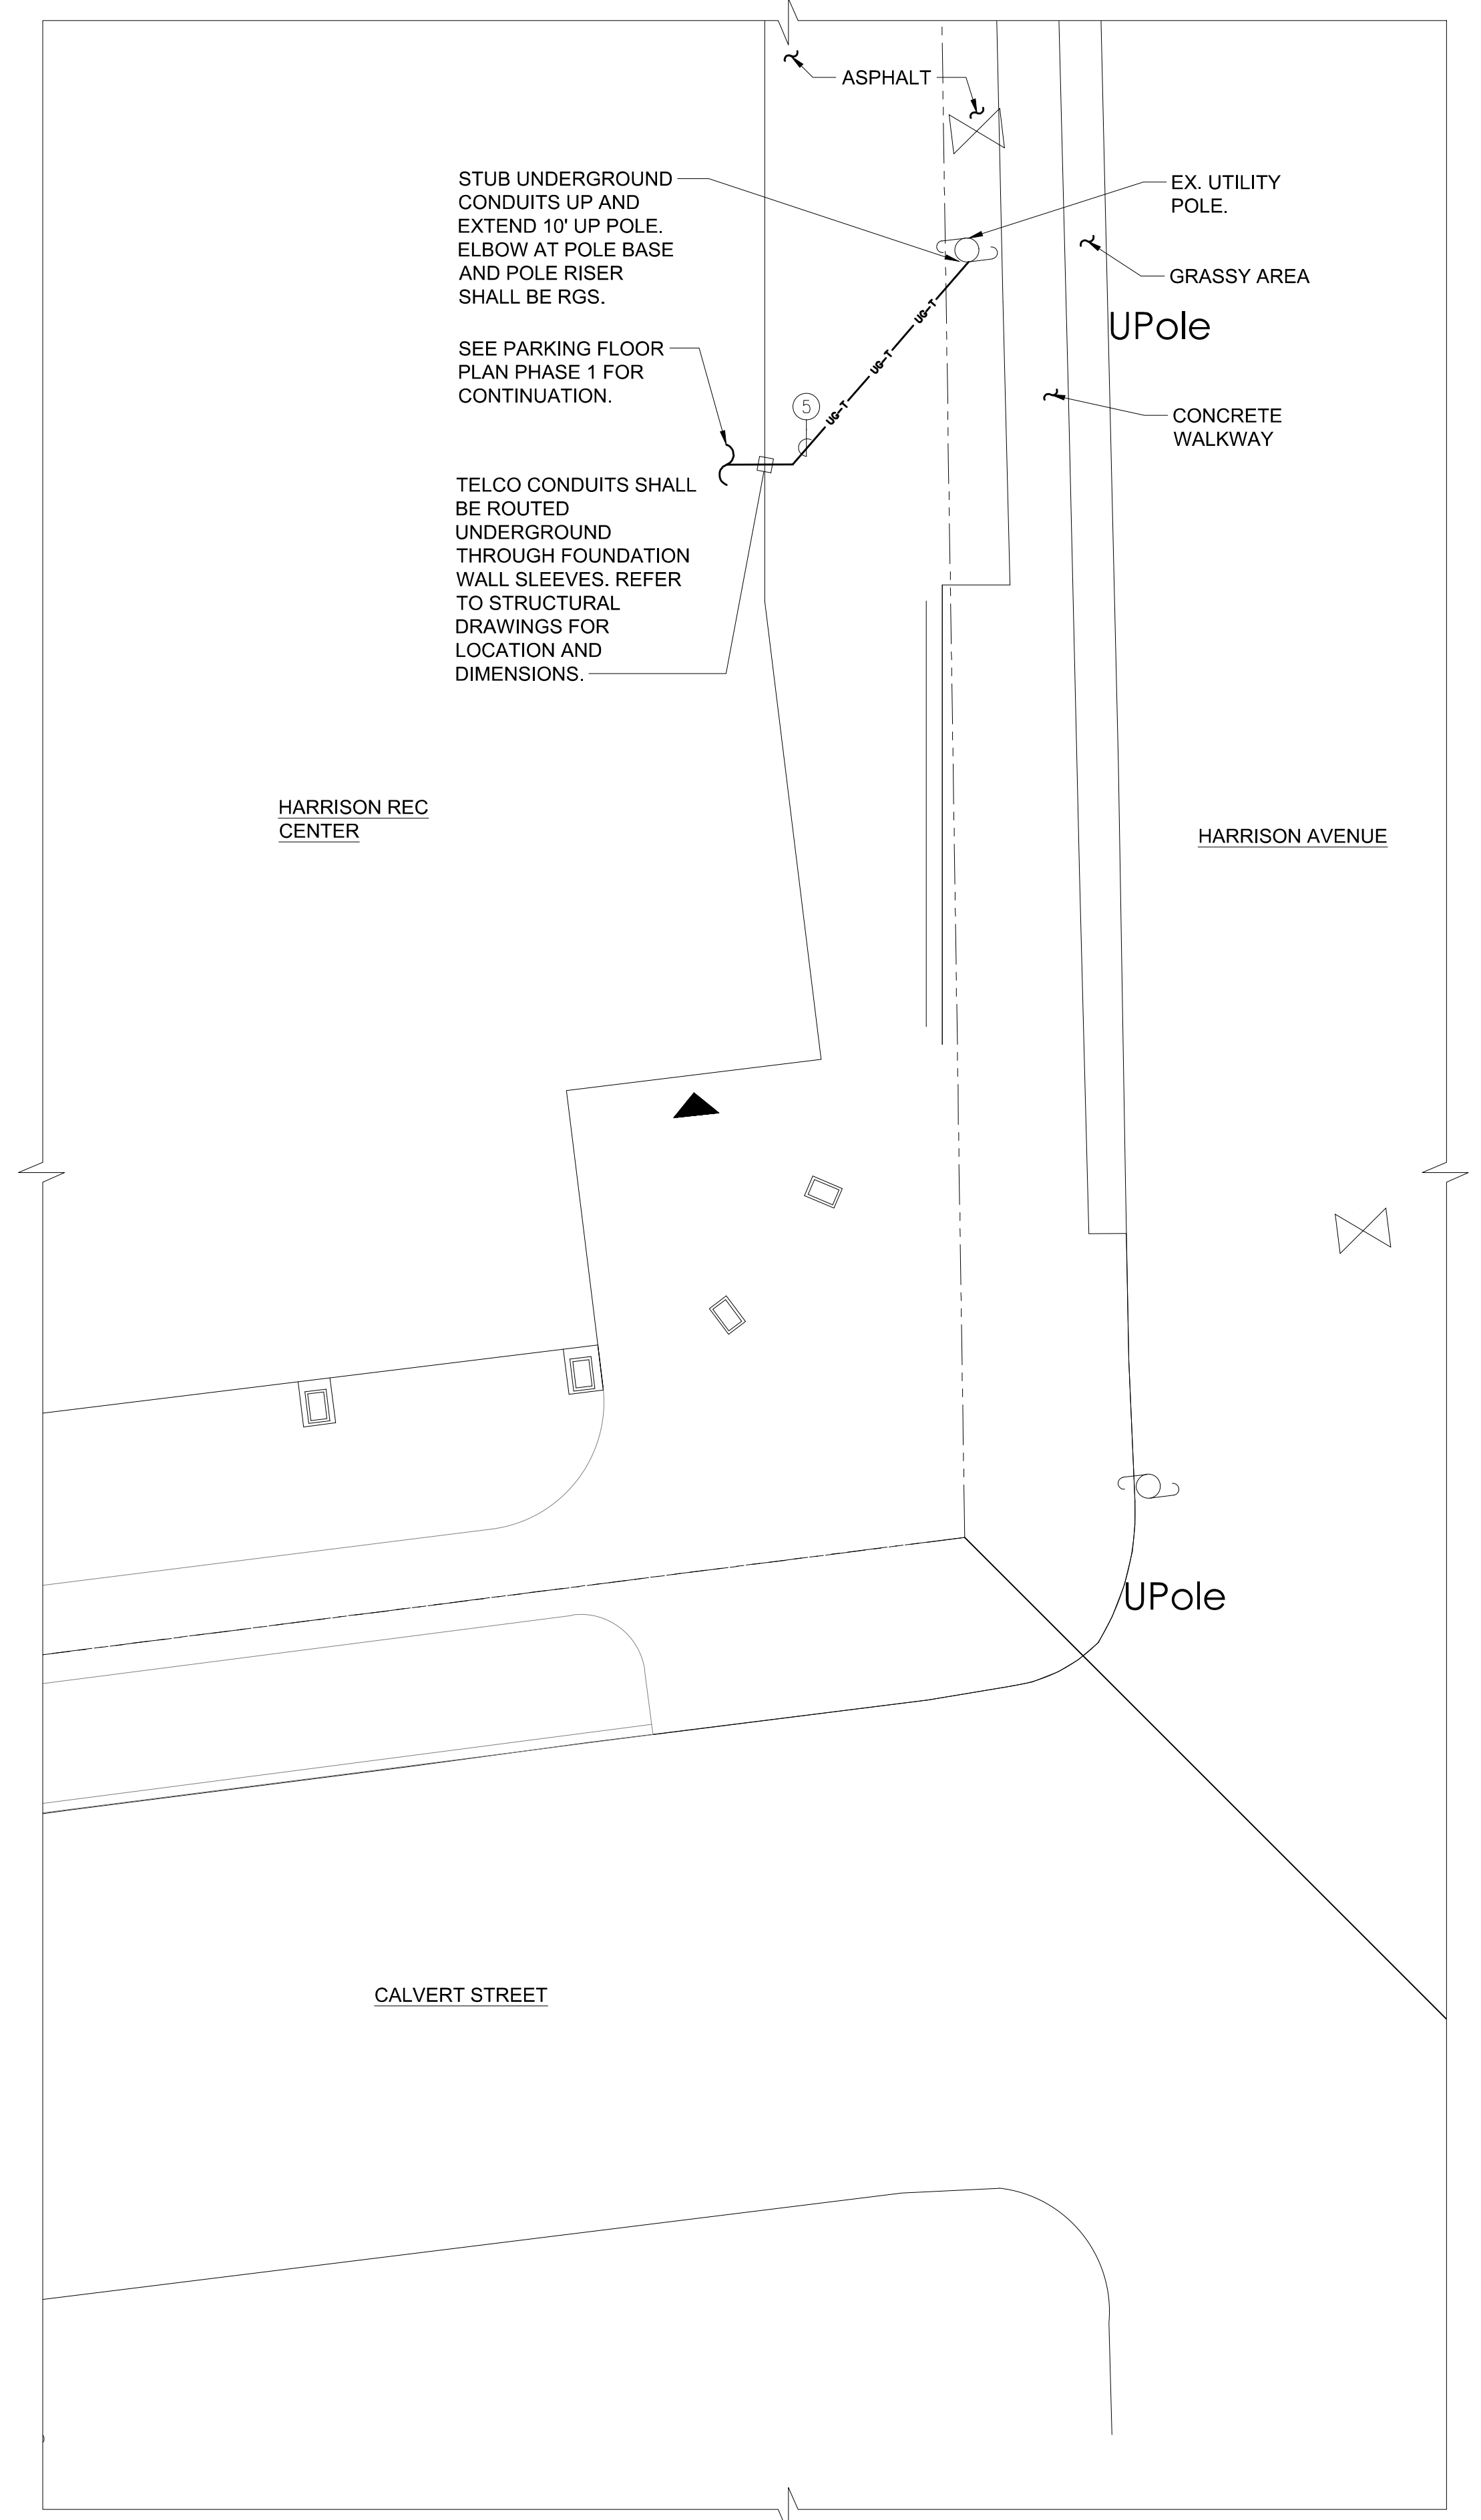 ASPHALT
STUB UNDERGROUND
CONDUITS UP AND
EXTEND 10' UP POLE.
ELBOW AT POLE BASE
AND POLE RISER
SHALL BE RGS.
EX. UTILITY
POLE.
GRASSY AREA
UPole
SEE PARKING FLOOR
PLAN PHASE 1 FOR
CONTINUATION.
UG-T
UG-T
UG-T
5
CONCRETE
WALKWAY
TELCO CONDUITS SHALL
BE ROUTED
UNDERGROUND
THROUGH FOUNDATION
WALL SLEEVES. REFER
TO STRUCTURAL
DRAWINGS FOR
LOCATION AND
DIMENSIONS.
HARRISON REC
CENTER
HARRISON AVENUE
UPole
CALVERT STREET